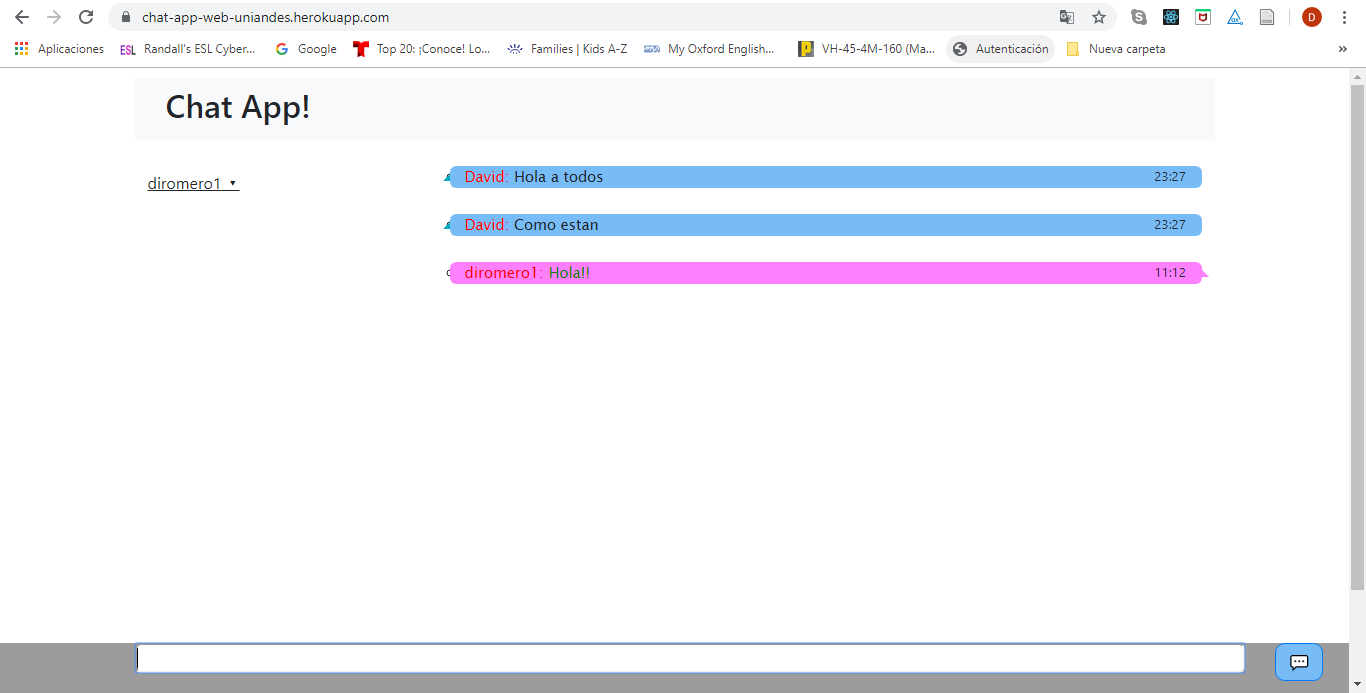 chat-app-web-uniandes.herokuapp.com
D
Aplicaciones ESL Randall's ESL Cyber... Google Top 20: ¡Conoce! Lo... Families | Kids A-Z My Oxford English... VH-45-4M-160 (Ma... Autenticación Nueva carpeta »
Chat App!
diromero1
David: Hola a todos 23:27
David: Como estan 23:27
diromero1: Hola!! 11:12